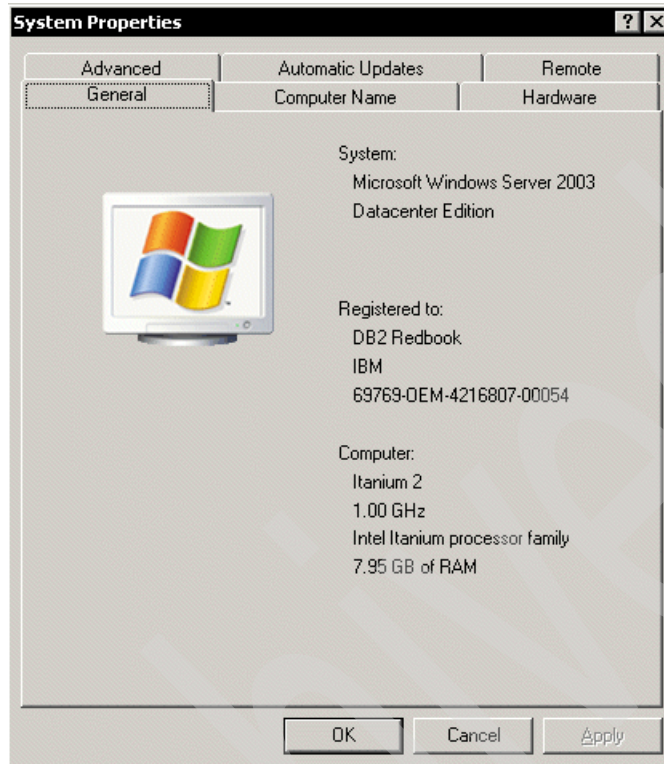 System Properties
? X
Advanced Automatic Updates Remote
General Computer Name Hardware
System:
Microsoft Windows Server 2003
Datacenter Edition
Registered to:
DB2 Redbook
IBM
69769-OEM-4216807-00054
Computer:
Itanium 2
1.00 GHz
Intel Itanium processor family
7.95 GB of RAM
OK Cancel Apply